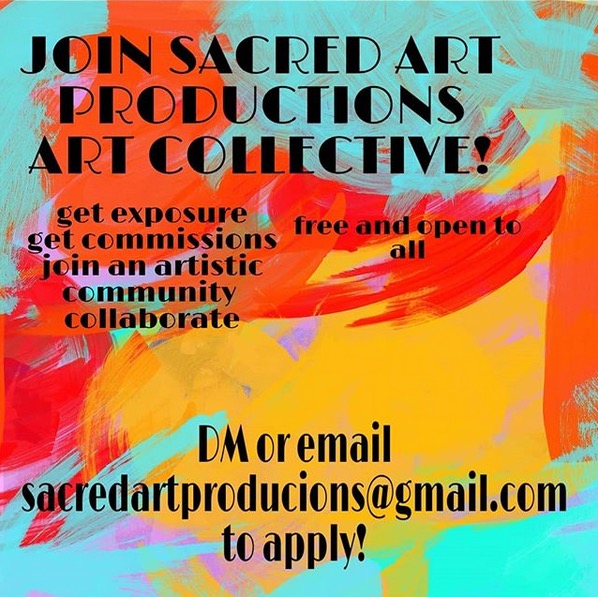 JOIN SACRED ART
PRODUCTIONS
ART COLLECTIVE!
get exposure
get commissions
join an artistic
community
collaborate
free and open to
all
DM or email
sacredartproducions@gmail.com
to apply!